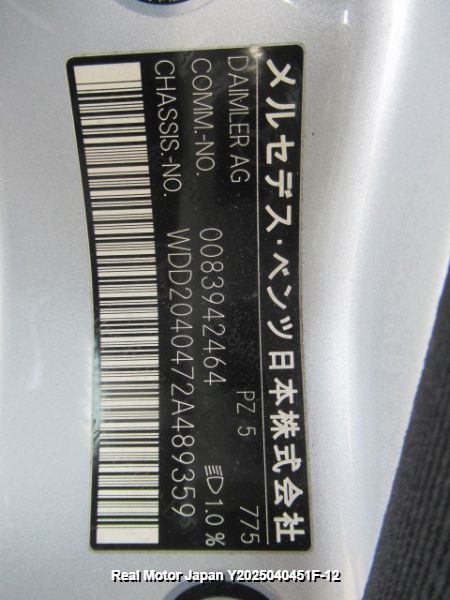 メルセデス・ベンツ日本株式会社
DAIMLER AG 775
COMM.-NO. 0083942464 PZ 5
CHASSIS.-NO. WDD2040472A489359 1.0%
Real Motor Japan Y2025040451F-12